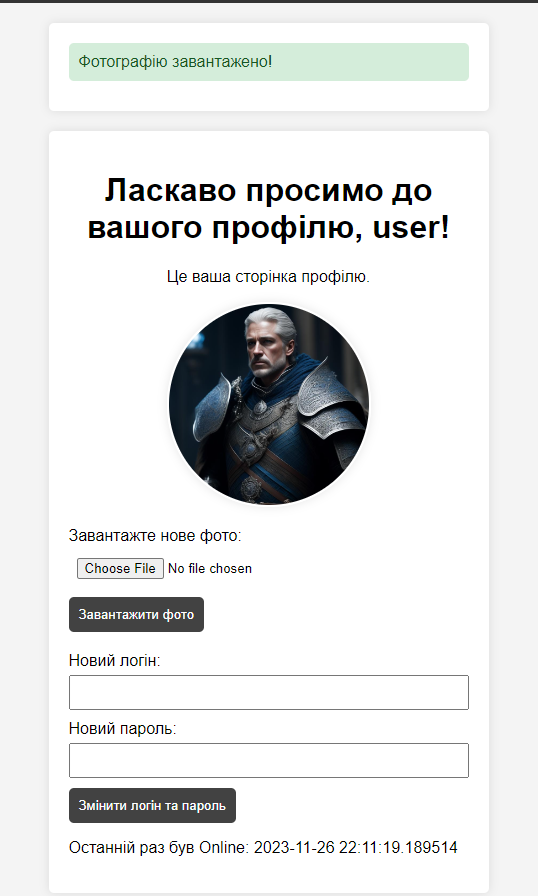 Фотографію завантажено!
Ласкаво просимо до
вашого профілю, user!
Це ваша сторінка профілю.
Завантажте нове фото:
Choose File No file chosen
Завантажити фото
Новий логін:
Новий пароль:
Змінити логін та пароль
Останній раз був Online: 2023-11-26 22:11:19.189514